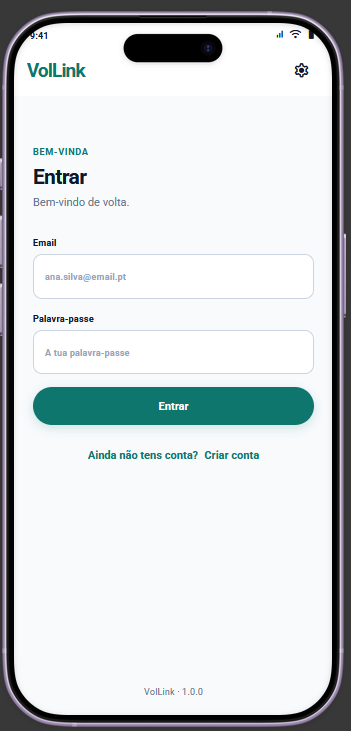 9:41
VolLink
BEM-VINDA
Entrar
Bem-vindo de volta.
Email
ana.silva@email.pt
Palavra-passe
A tua palavra-passe
Entrar
Ainda não tens conta? Criar conta
VolLink · 1.0.0